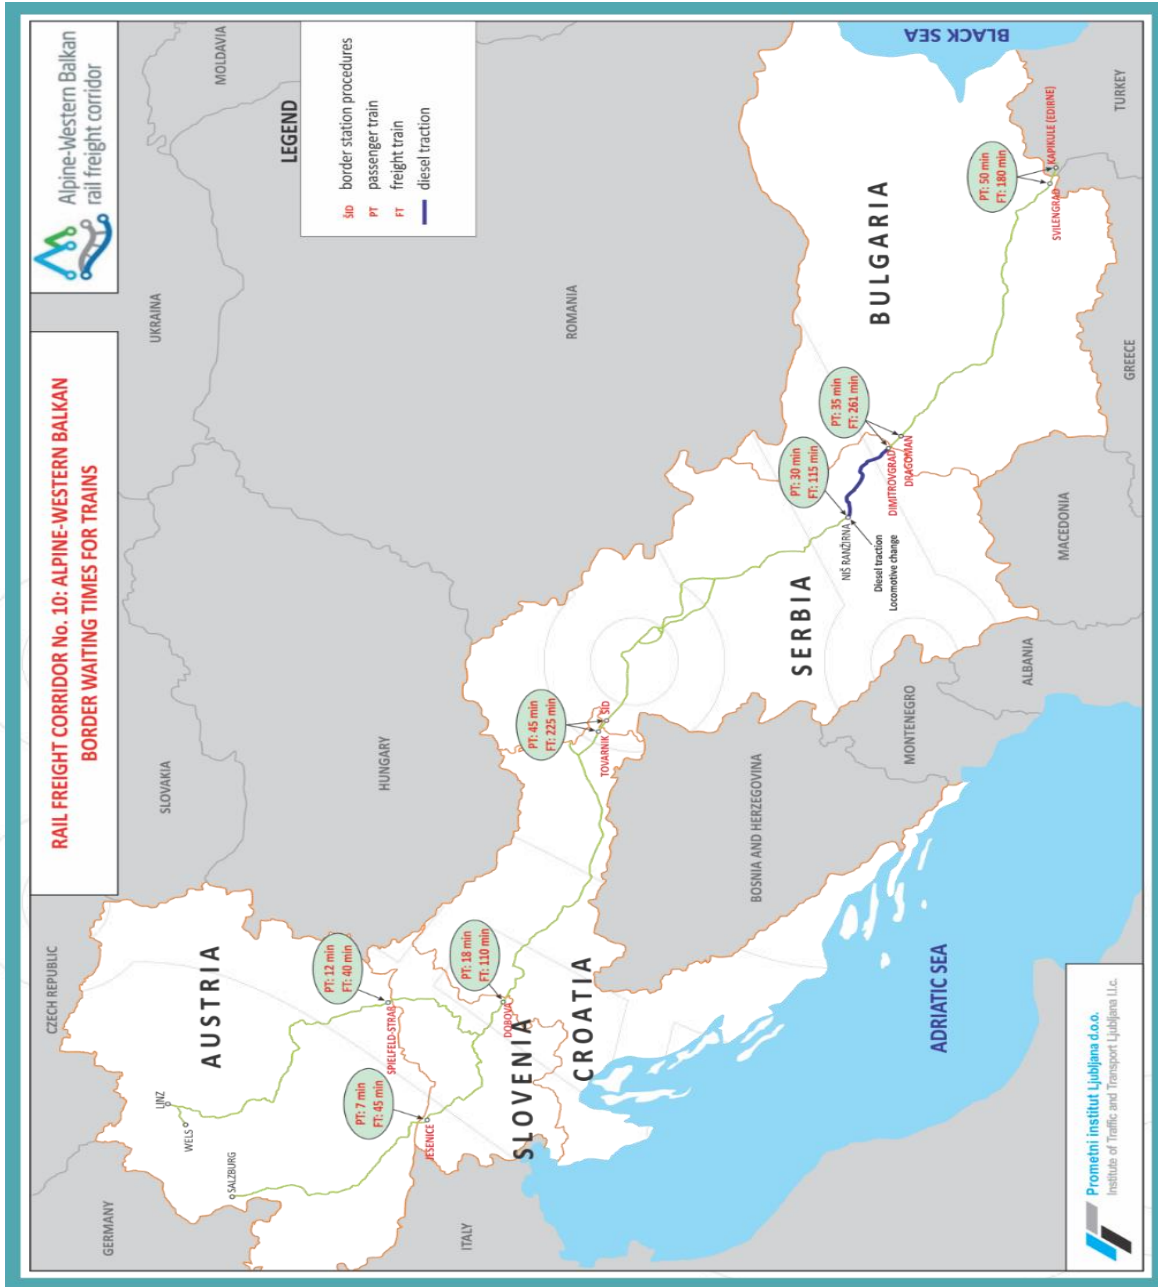 RAIL FREIGHT CORRIDOR No. 10: ALPINE-WESTERN BALKAN
BORDER WAITING TIMES FOR TRAINS
Alpine-Western Balkan
rail freight corridor
LEGEND
ŠID border station procedures
PT passenger train
FT freight train
diesel traction
CZECH REPUBLIC
SLOVAKIA
UKRAINE
MOLDAVIA
GERMANY
AUSTRIA
HUNGARY
ROMANIA
BLACK SEA
LINZ
WELS
SALZBURG
PT: 12 min
FT: 40 min
SPIELFELD-STRAß
PT: 7 min
FT: 45 min
JESENICE
PT: 18 min
FT: 110 min
DOBOVA
SLOVENIA
CROATIA
ITALY
PT: 45 min
FT: 225 min
TOVARNIK
ŠID
SERBIA
PT: 30 min
FT: 115 min
NIŠ RANŽIRNA
Diesel traction
Locomotive change
PT: 35 min
FT: 261 min
DIMITROVGRAD
DRAGOMAN
BULGARIA
PT: 50 min
FT: 180 min
SVILENGRAD
KAPIKULE (EDIRNE)
TURKEY
GREECE
MACEDONIA
ALBANIA
MONTENEGRO
BOSNIA AND HERZEGOVINA
ADRIATIC SEA
Prometni institut Ljubljana d.o.o.
Institute of Traffic and Transport Ljubljana l.l.c.